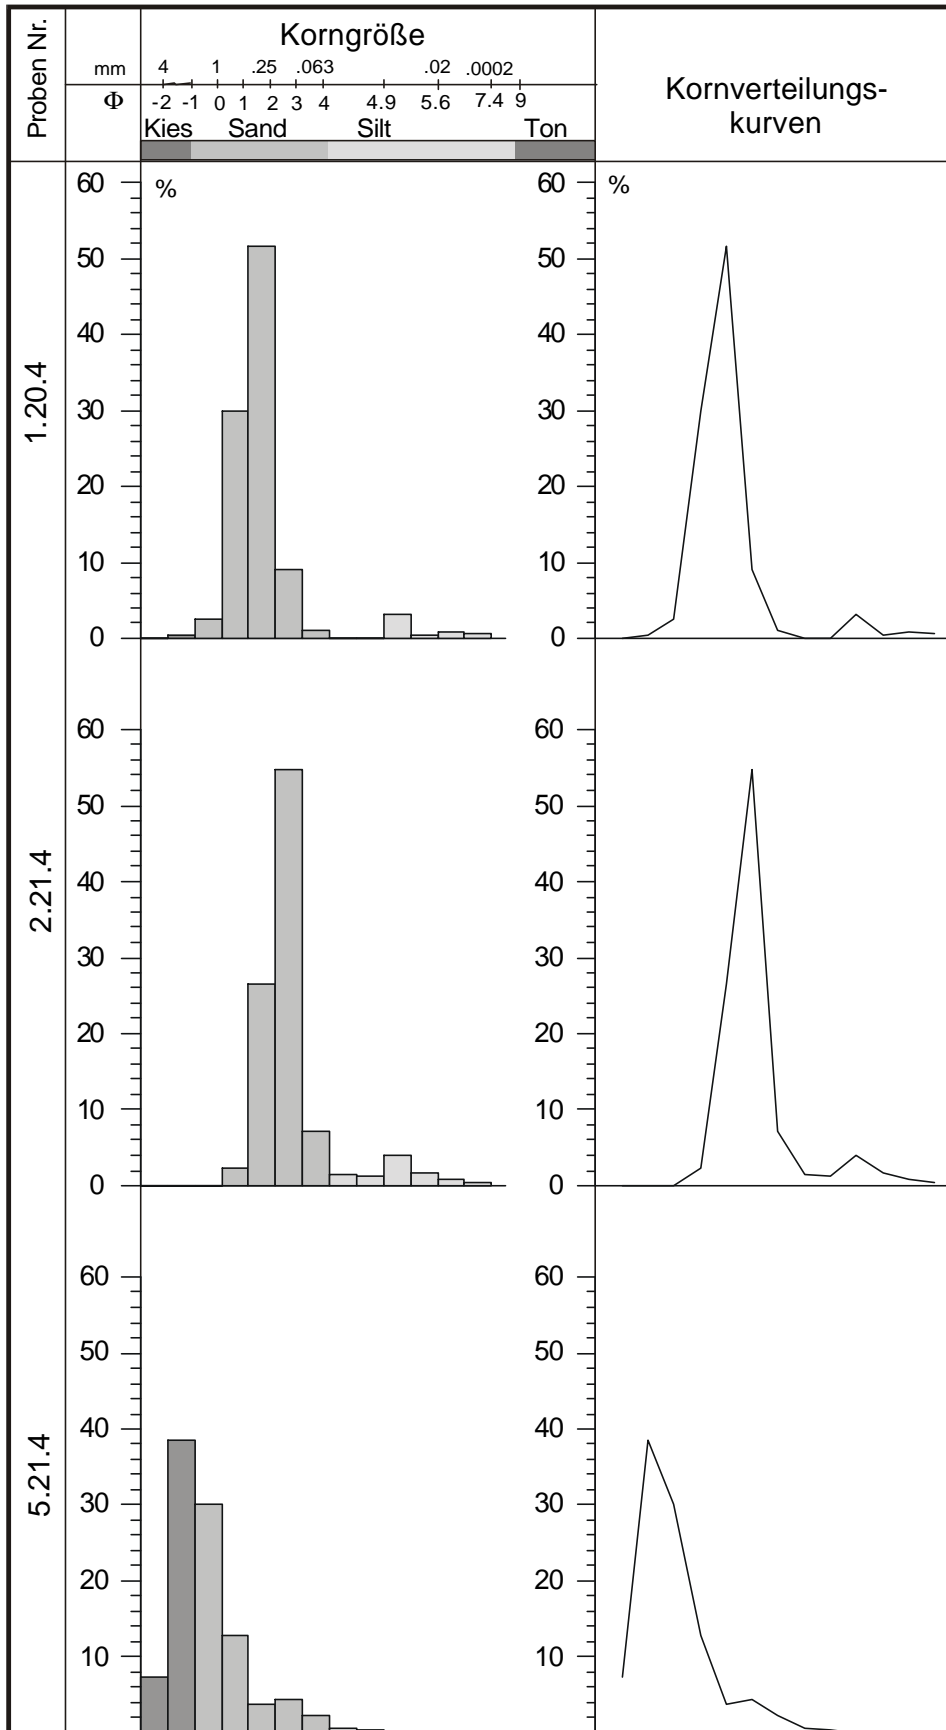 Proben Nr.
Korngröße
mm 4 1 .25 .063 .02 .0002
Φ -2 -1 0 1 2 3 4 4.9 5.6 7.4 9
Kies Sand Silt Ton
Kornverteilungs-
kurven
1.20.4
60 % 60 %
50 50
40 40
30 30
20 20
10 10
0 0
2.21.4
60 60
50 50
40 40
30 30
20 20
10 10
0 0
5.21.4
60 60
50 50
40 40
30 30
20 20
10 10